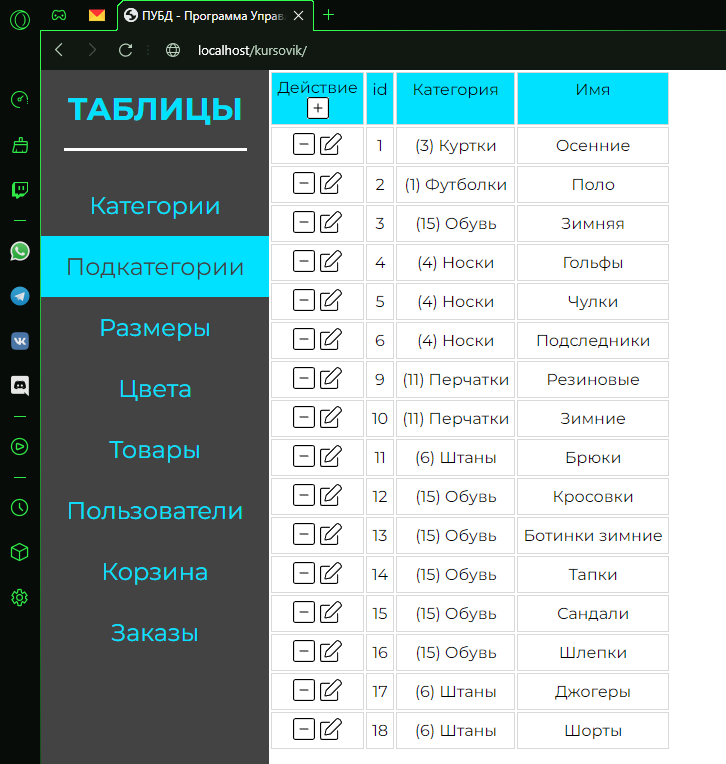 ПУБД - Программа Управ
localhost/kursovik/
ТАБЛИЦЫ
Категории
Подкатегории
Размеры
Цвета
Товары
Пользователи
Корзина
Заказы
Действие id Категория Имя
1 (3) Куртки Осенние
2 (1) Футболки Поло
3 (15) Обувь Зимняя
4 (4) Носки Гольфы
5 (4) Носки Чулки
6 (4) Носки Подследники
9 (11) Перчатки Резиновые
10 (11) Перчатки Зимние
11 (6) Штаны Брюки
12 (15) Обувь Кросовки
13 (15) Обувь Ботинки зимние
14 (15) Обувь Тапки
15 (15) Обувь Сандали
16 (15) Обувь Шлепки
17 (6) Штаны Джогеры
18 (6) Штаны Шорты